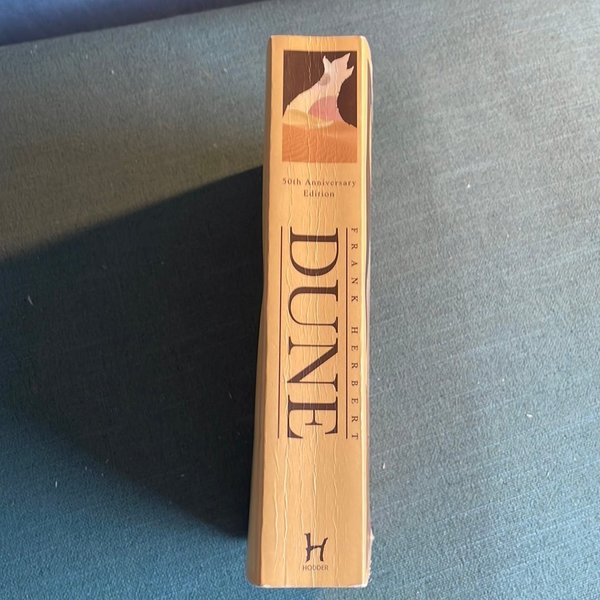 50th Anniversary
Edition
FRANK HERBERT
DUNE
H
HODDER